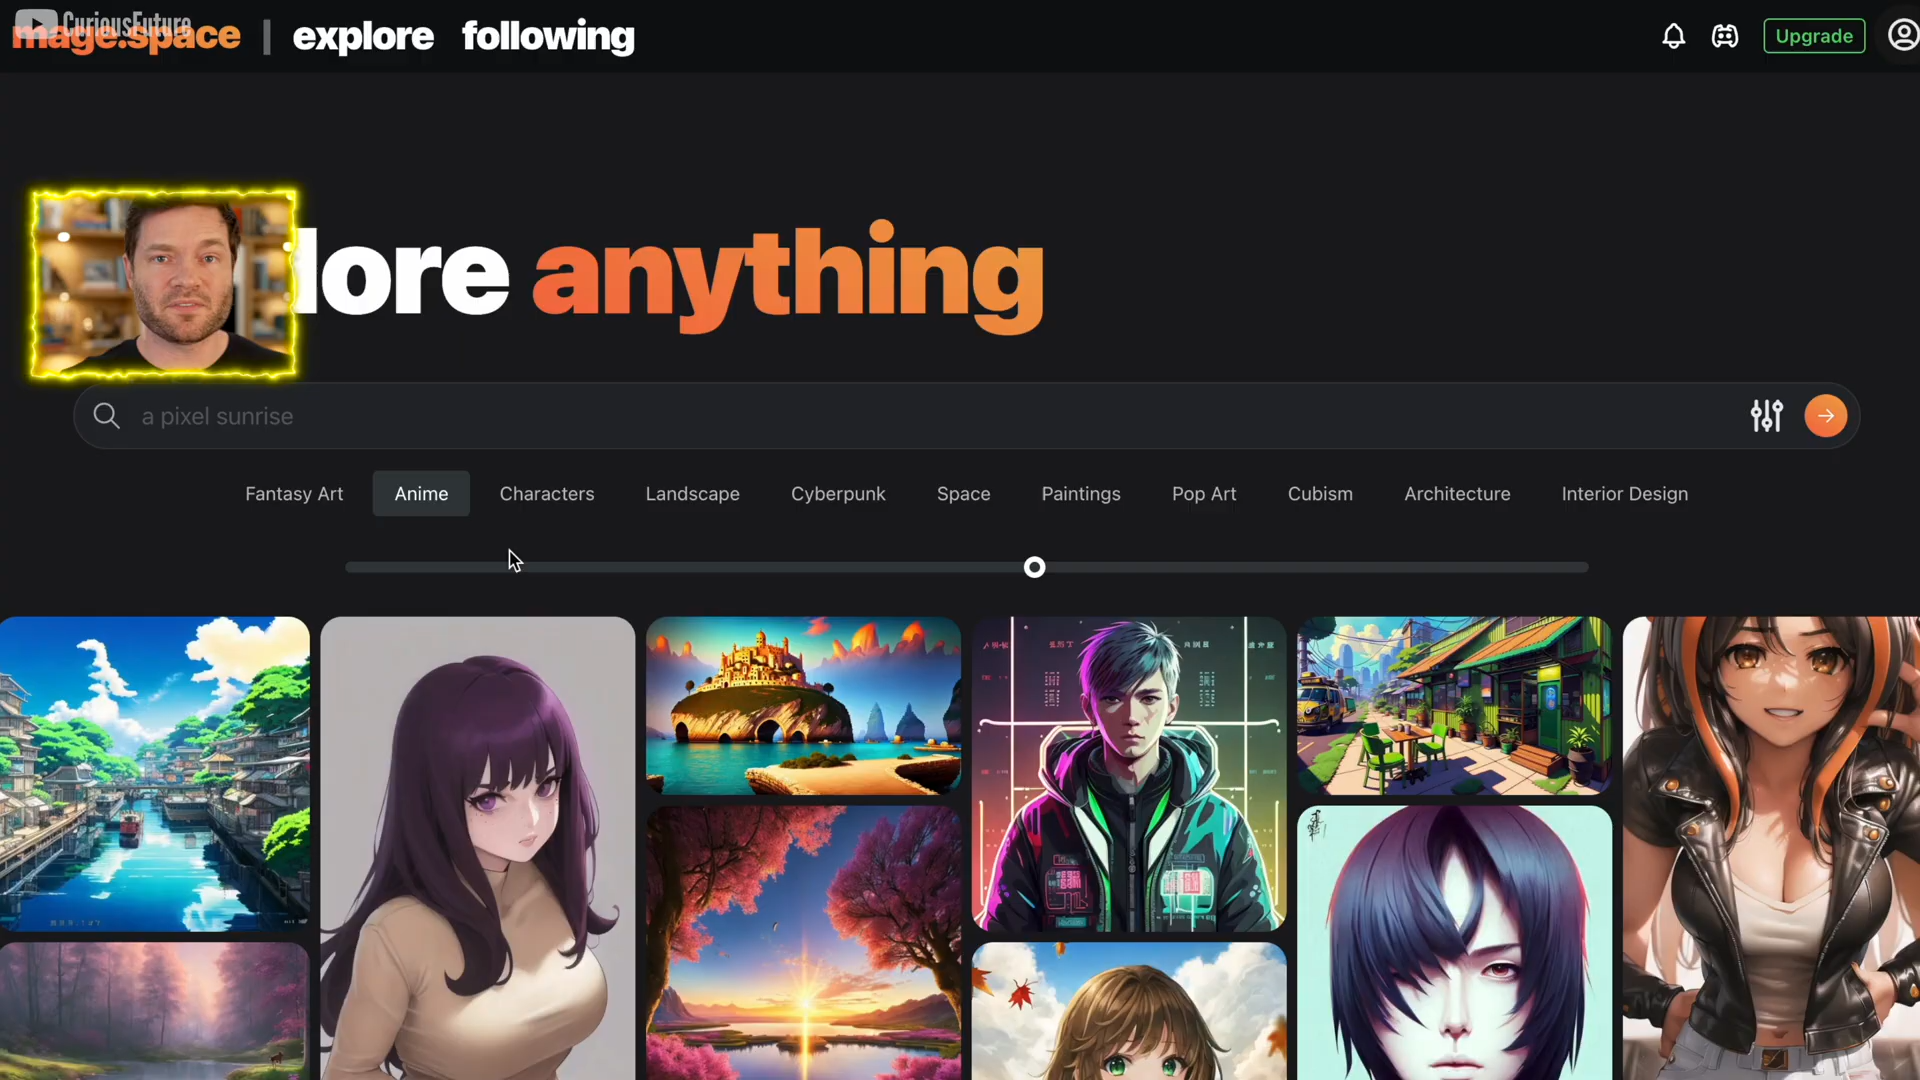 CuriousFuture
mage.space | explore following
Upgrade
lore anything
a pixel sunrise
Fantasy Art Anime Characters Landscape Cyberpunk Space Paintings Pop Art Cubism Architecture Interior Design